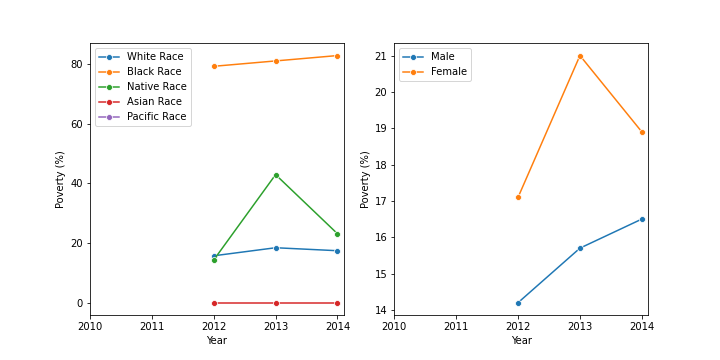 White Race
Black Race
Native Race
Asian Race
Pacific Race
80
60
40
20
0
Poverty (%)
2010 2011 2012 2013 2014
Year
Male
Female
21
20
19
18
17
16
15
14
Poverty (%)
2010 2011 2012 2013 2014
Year